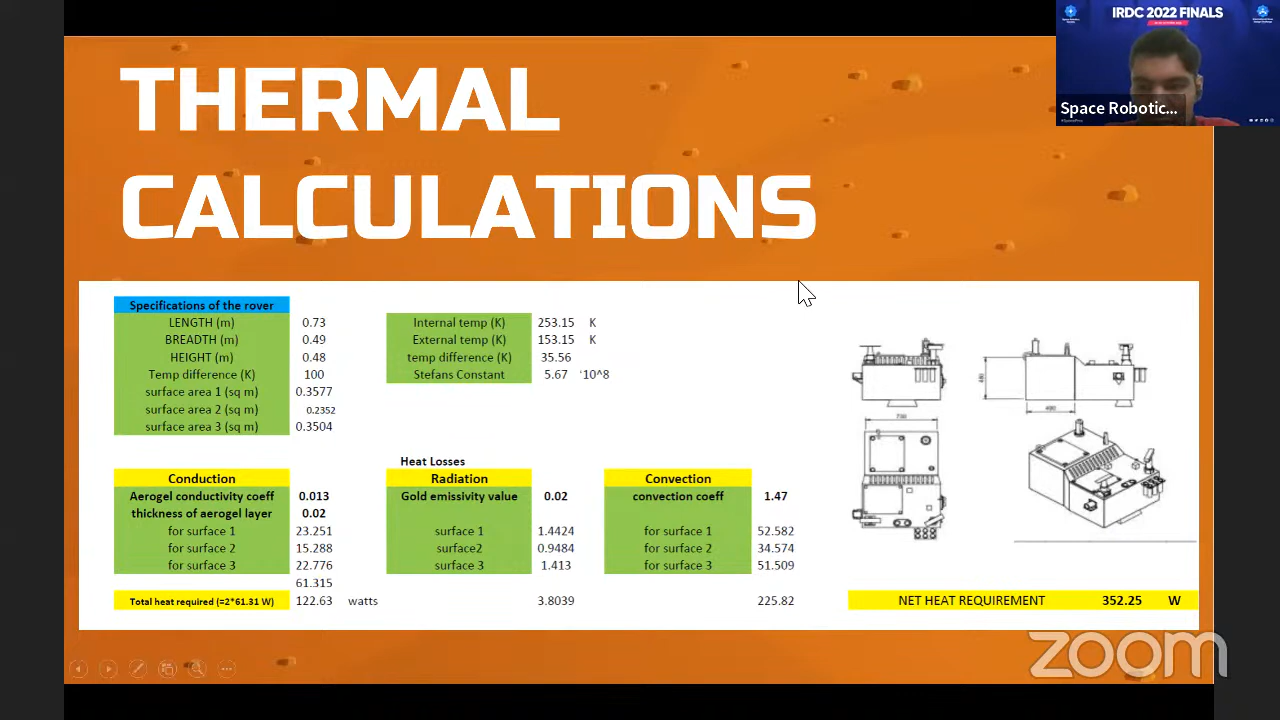 IRDC 2022 FINALS
Space Robotic...
THERMAL
CALCULATIONS
Specifications of the rover
LENGTH (m) 0.73
BREADTH (m) 0.49
HEIGHT (m) 0.48
Temp difference (K) 100
surface area 1 (sq m) 0.3577
surface area 2 (sq m) 0.2352
surface area 3 (sq m) 0.3504
Internal temp (K) 253.15 K
External temp (K) 153.15 K
temp difference (K) 35.56
Stefans Constant 5.67 '10^8
Heat Losses
Conduction
Aerogel conductivity coeff 0.013
thickness of aerogel layer 0.02
for surface 1 23.251
for surface 2 15.288
for surface 3 22.776
61.315
Total heat required (=2*61.31 W) 122.63 watts
Radiation
Gold emissivity value 0.02
surface 1 1.4424
surface2 0.9484
surface 3 1.413
3.8039
Convection
convection coeff 1.47
for surface 1 52.582
for surface 2 34.574
for surface 3 51.509
225.82
NET HEAT REQUIREMENT 352.25 W
zoom